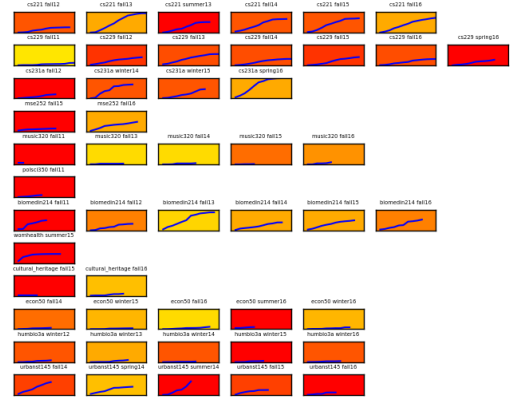 cs221 fall12 cs221 fall13 cs221 summer13 cs221 fall14 cs221 fall15 cs221 fall16
cs229 fall11 cs229 fall12 cs229 fall13 cs229 fall14 cs229 fall15 cs229 fall16 cs229 spring16
cs231a fall12 cs231a winter14 cs231a winter15 cs231a spring16
mse252 fall15 mse252 fall16
music320 fall11 music320 fall13 music320 fall14 music320 fall15 music320 fall16
polsci350 fall11
biomedin214 fall11 biomedin214 fall12 biomedin214 fall13 biomedin214 fall14 biomedin214 fall15 biomedin214 fall16
womhealth summer15
cultural_heritage fall15 cultural_heritage fall16
econ50 fall14 econ50 winter15 econ50 fall16 econ50 summer16 econ50 winter16
humbio3a winter12 humbio3a winter13 humbio3a winter14 humbio3a winter15 humbio3a winter16
urbanst145 fall14 urbanst145 spring14 urbanst145 summer14 urbanst145 fall15 urbanst145 fall16